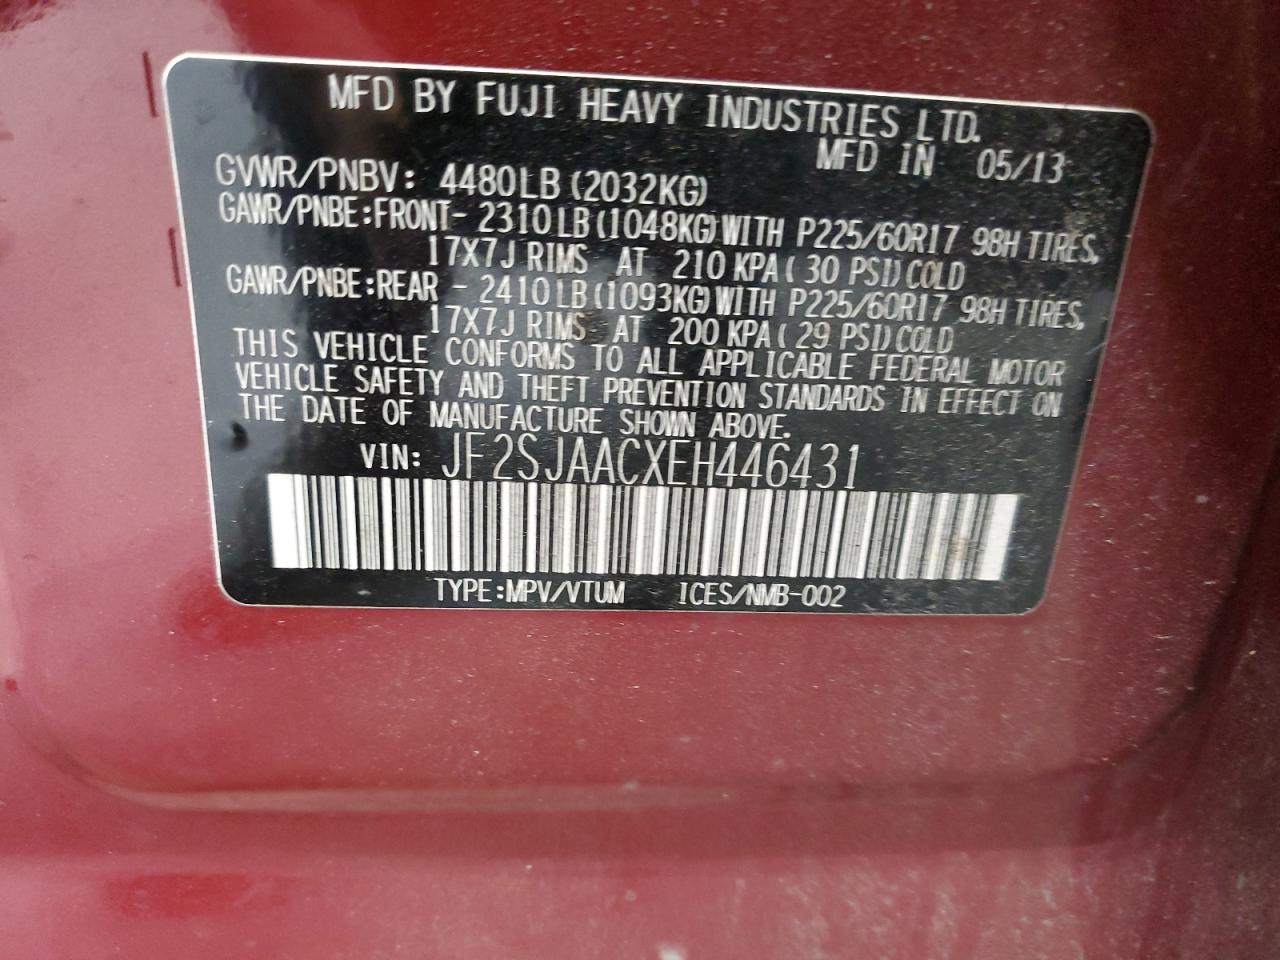 MFD BY FUJI HEAVY INDUSTRIES LTD.
MFD IN 05/13
GVWR/PNBV: 4480LB (2032KG)
GAWR/PNBE:FRONT- 2310LB(1048KG)WITH P225/60R17 98H TIRES,
17X7J RIMS AT 210 KPA( 30 PSI)COLD
GAWR/PNBE:REAR - 2410LB(1093KG)WITH P225/60R17 98H TIRES,
17X7J RIMS AT 200 KPA( 29 PSI)COLD
THIS VEHICLE CONFORMS TO ALL APPLICABLE FEDERAL MOTOR
VEHICLE SAFETY AND THEFT PREVENTION STANDARDS IN EFFECT ON
THE DATE OF MANUFACTURE SHOWN ABOVE.
VIN: JF2SJAACXEH446431
TYPE:MPV/VTUM ICES/NMB-002